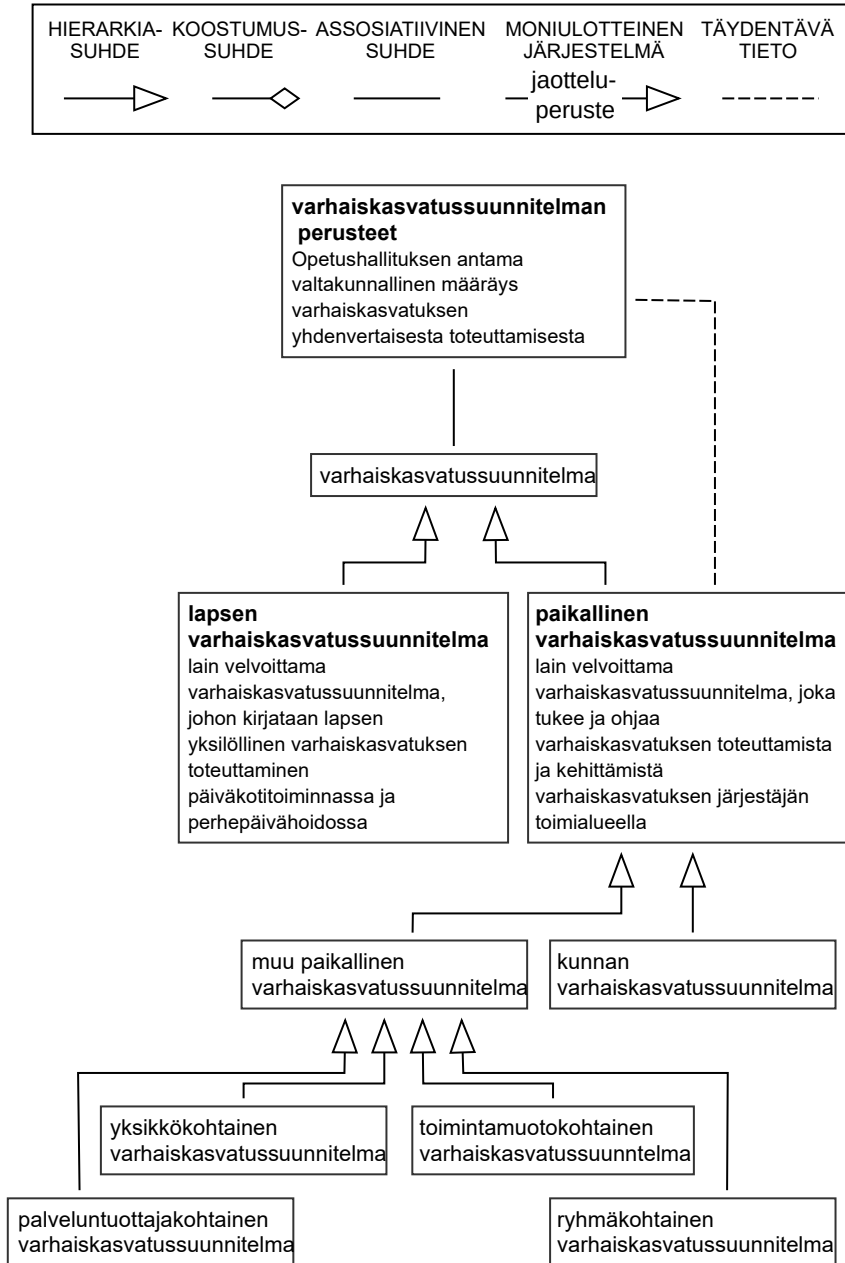 HIERARKIA-
SUHDE
KOOSTUMUS-
SUHDE
ASSOSIATIIVINEN
SUHDE
MONIULOTTEINEN
JÄRJESTELMÄ
jaottelu-
peruste
TÄYDENTÄVÄ
TIETO
varhaiskasvatussuunnitelman
perusteet
Opetushallituksen antama
valtakunnallinen määräys
varhaiskasvatuksen
yhdenvertaisesta toteuttamisesta
varhaiskasvatussuunnitelma
lapsen
varhaiskasvatussuunnitelma
lain velvoittama
varhaiskasvatussuunnitelma,
johon kirjataan lapsen
yksilöllinen varhaiskasvatuksen
toteuttaminen
päiväkotitoiminnassa ja
perhepäivähoidossa
paikallinen
varhaiskasvatussuunnitelma
lain velvoittama
varhaiskasvatussuunnitelma, joka
tukee ja ohjaa
varhaiskasvatuksen toteuttamista
ja kehittämistä
varhaiskasvatuksen järjestäjän
toimialueella
muu paikallinen
varhaiskasvatussuunnitelma
kunnan
varhaiskasvatussuunnitelma
yksikkökohtainen
varhaiskasvatussuunnitelma
toimintamuotokohtainen
varhaiskasvatussuunntelma
palveluntuottajakohtainen
varhaiskasvatussuunnitelma
ryhmäkohtainen
varhaiskasvatussuunnitelma